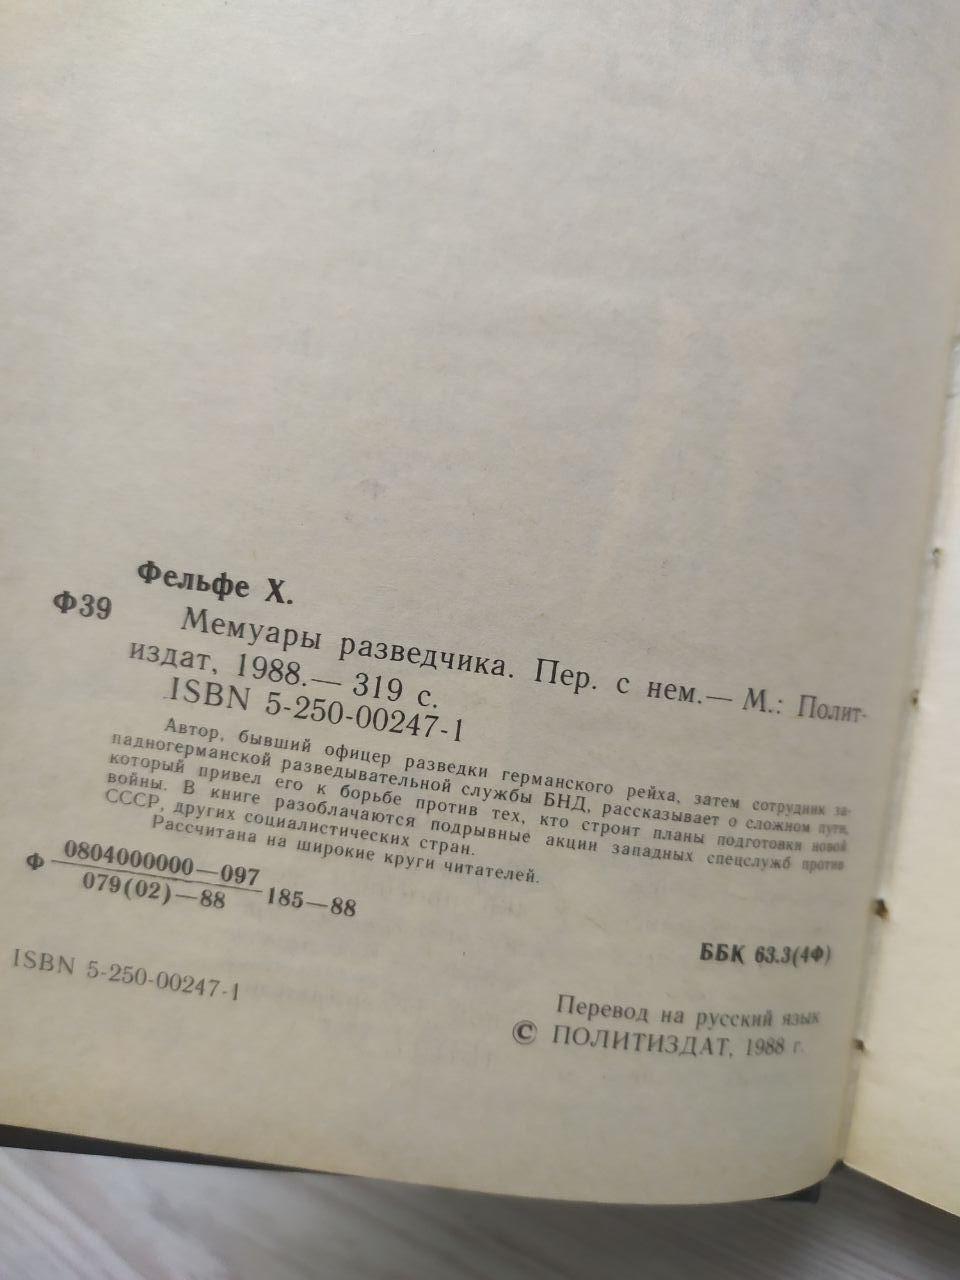 Фельфе Х.
Ф39
Мемуары разведчика. Пер. с нем.— М.: Полит-
издат, 1988.— 319 с.
ISBN 5-250-00247-1
Автор, бывший офицер разведки германского рейха, затем сотрудник за-
падногерманской разведывательной службы БНД, рассказывает о сложном пути,
который привел его к борьбе против тех, кто строит планы подготовки новой
войны. В книге разоблачаются подрывные акции западных спецслужб против
СССР, других социалистических стран.
Рассчитана на широкие круги читателей.
Ф 0804000000—097
079(02)—88 185—88
ББК 63.3(4Ф)
ISBN 5-250-00247-1
Перевод на русский язык
© ПОЛИТИЗДАТ, 1988 г.